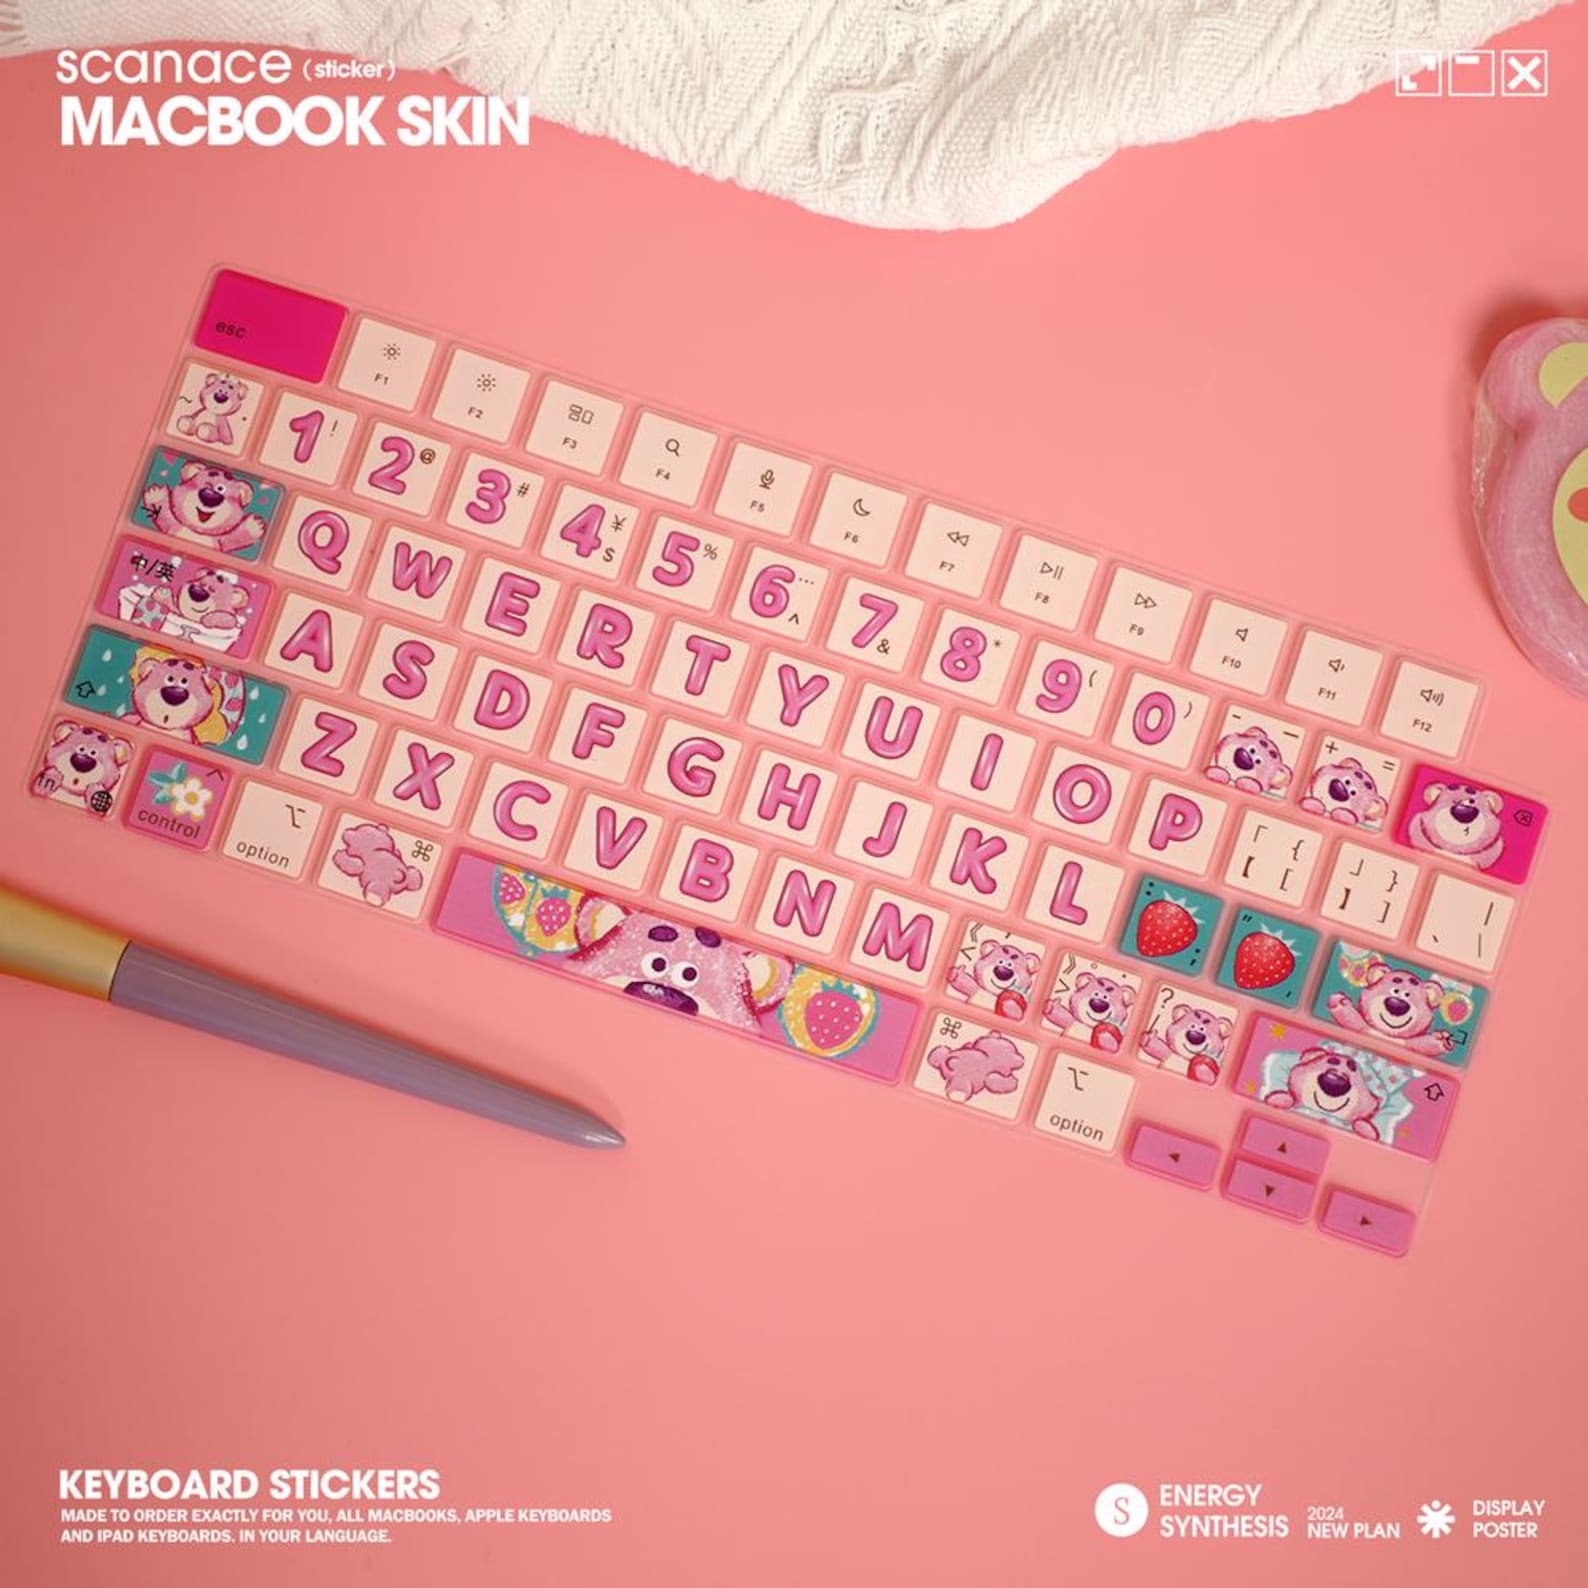 scanace (sticker)
MACBOOK SKIN
esc
F1
F2
F3
F4
F5
F6
F7
F8
F9
F10
F11
F12
~
1 !
2 @
3 #
4 ¥ $
5 %
6 … ^
7 &
8 *
9 (
0 )
- –
+ =
Q W E R T Y U I O P
「 { 【 [
」 } 】 ]
| 、 \
中/英
A S D F G H J K L
: ;
" '
Z X C V B N M
《 < ,
》 > 。 .
? /
fn
control ^
⌥ option
⌘
⌘
⌥ option
KEYBOARD STICKERS
MADE TO ORDER EXACTLY FOR YOU, ALL MACBOOKS, APPLE KEYBOARDS
AND IPAD KEYBOARDS. IN YOUR LANGUAGE.
S
ENERGY
SYNTHESIS
2024
NEW PLAN
DISPLAY
POSTER